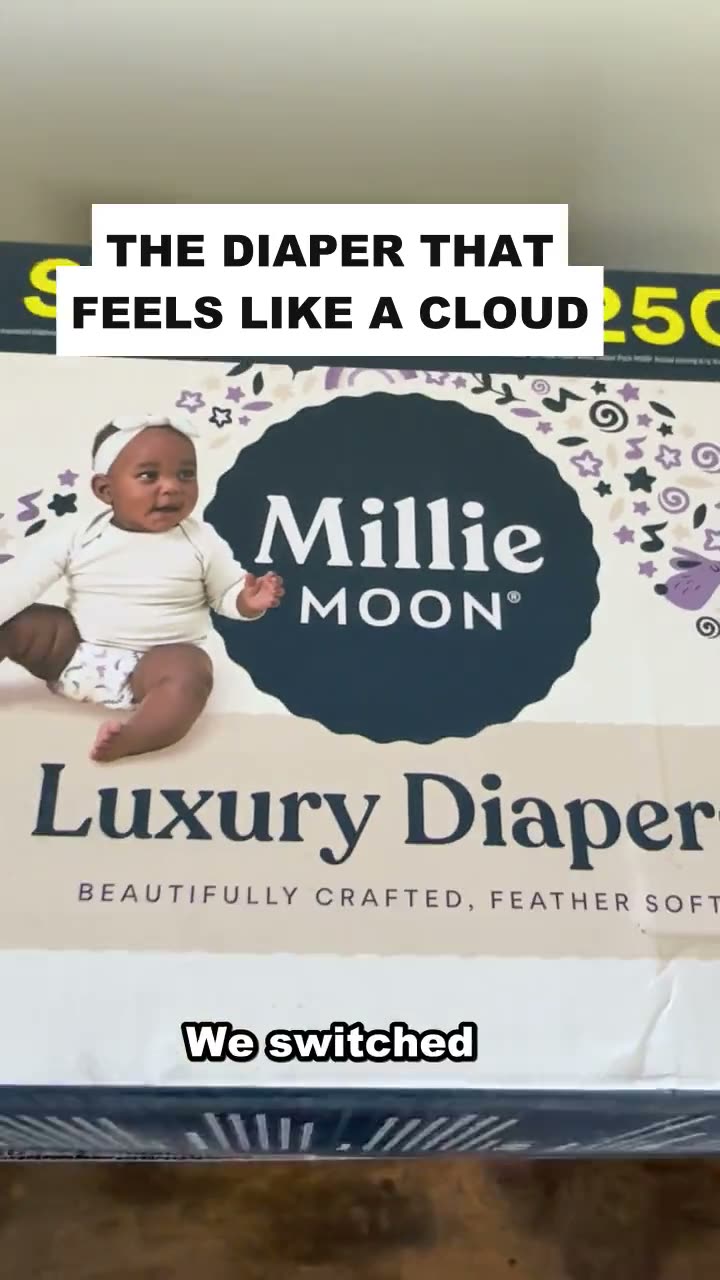 THE DIAPER THAT
FEELS LIKE A CLOUD
Millie
MOON®
Luxury Diaper
BEAUTIFULLY CRAFTED, FEATHER SOFT
We switched